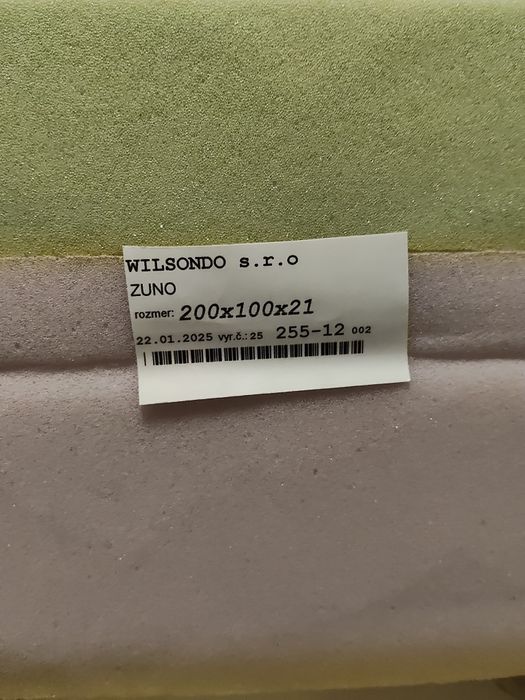 WILSONDO s.r.o
ZUNO
rozmer: 200x100x21
22.01.2025 vyr.č.: 25 255-12 002